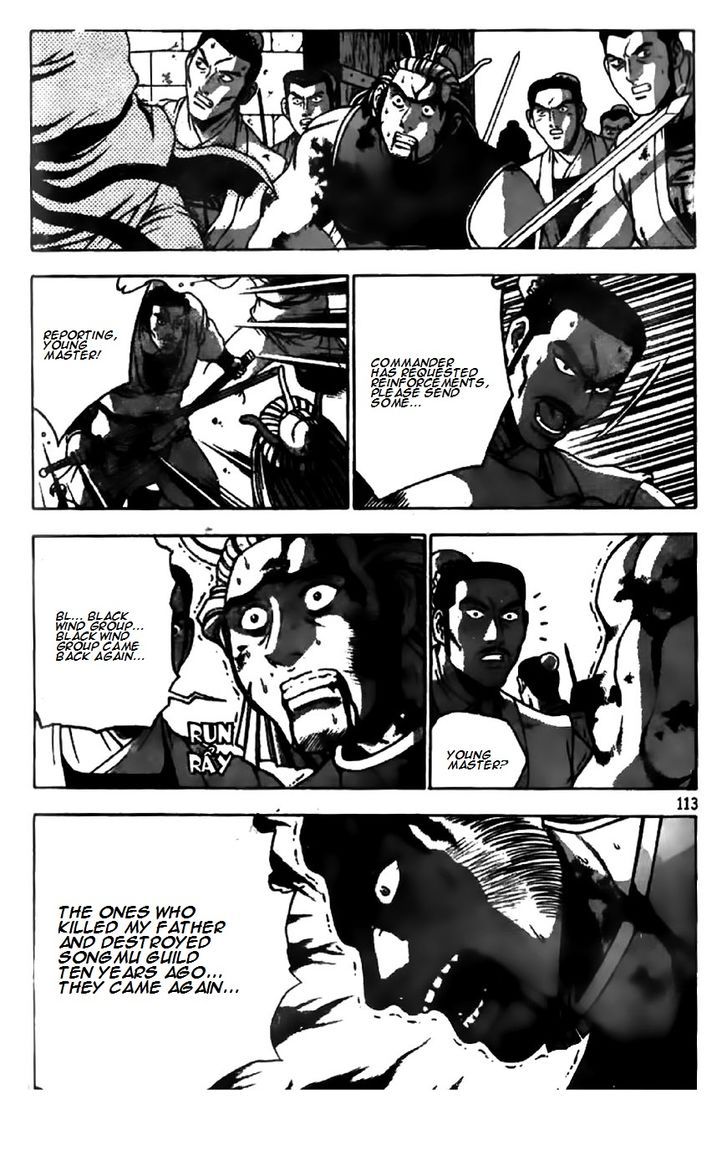 REPORTING,
YOUNG
MASTER!
COMMANDER
HAS REQUESTED
REINFORCEMENTS,
PLEASE SEND
SOME...
BL... BLACK
WIND GROUP...
BLACK WIND
GROUP CAME
BACK AGAIN...
RUN
RẨY
YOUNG
MASTER?
113
THE ONES WHO
KILLED MY FATHER
AND DESTROYED
SONGMU GUILD
TEN YEARS AGO...
THEY CAME AGAIN...